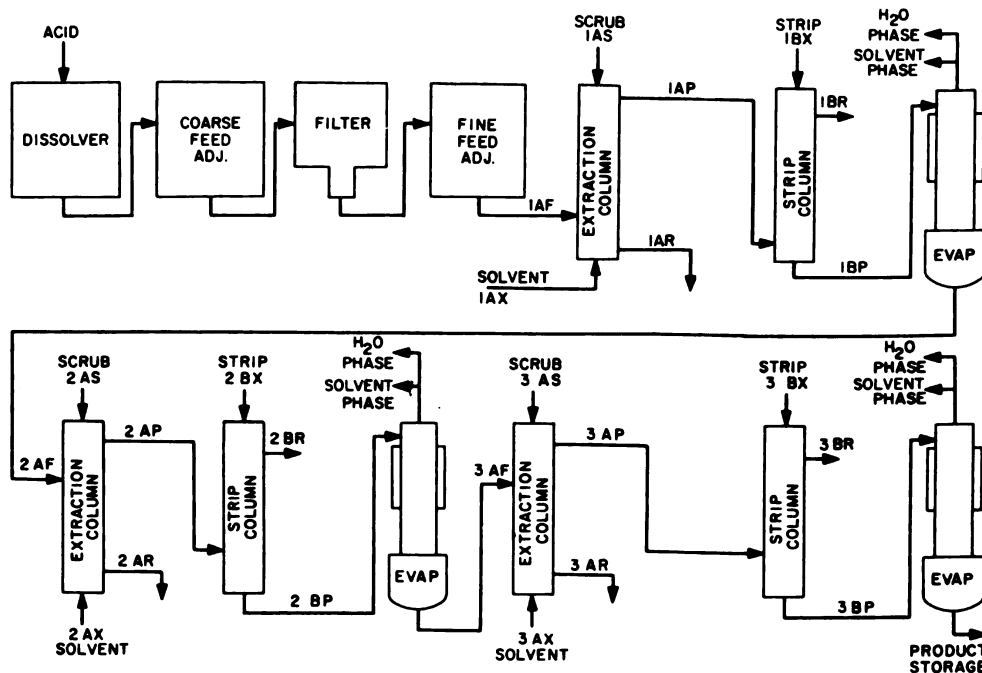 ACID
DISSOLVER
COARSE
FEED
ADJ.
FILTER
FINE
FEED
ADJ.
1AF
SCRUB
1AS
EXTRACTION
COLUMN
1AP
1AR
SOLVENT
1AX
STRIP
1BX
STRIP
COLUMN
1BR
1BP
H2O
PHASE
SOLVENT
PHASE
EVAP
2 AF
SCRUB
2 AS
EXTRACTION
COLUMN
2 AP
2 AR
2 AX
SOLVENT
STRIP
2 BX
STRIP
COLUMN
2 BR
2 BP
H2O
PHASE
SOLVENT
PHASE
EVAP
3 AF
SCRUB
3 AS
EXTRACTION
COLUMN
3 AP
3 AR
3 AX
SOLVENT
STRIP
3 BX
STRIP
COLUMN
3 BR
3 BP
H2O
PHASE
SOLVENT
PHASE
EVAP
PRODUCT
STORAGE